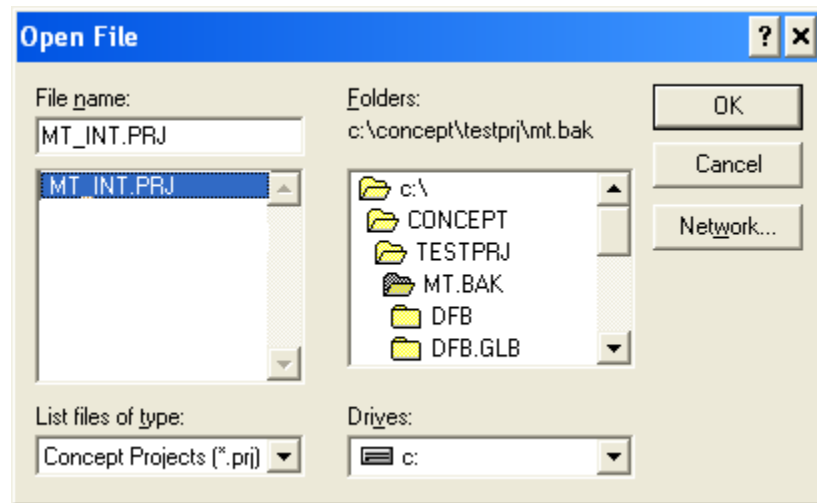 Open File
File name:
MT_INT.PRJ
MT_INT.PRJ
List files of type:
Concept Projects (*.prj)
Folders:
c:\concept\testprj\mt.bak
c:\
CONCEPT
TESTPRJ
MT.BAK
DFB
DFB.GLB
Drives:
c:
OK
Cancel
Network...